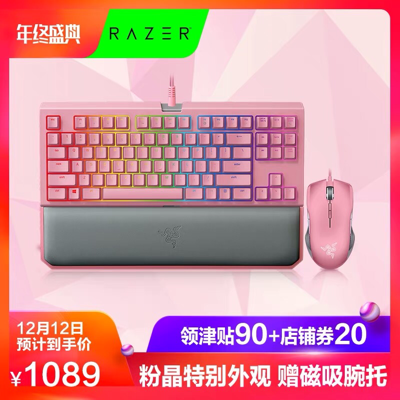 年终盛典
RAZER
12月12日
预计到手价
¥1089
领津贴90+店铺券20
粉晶特别外观 赠磁吸腕托